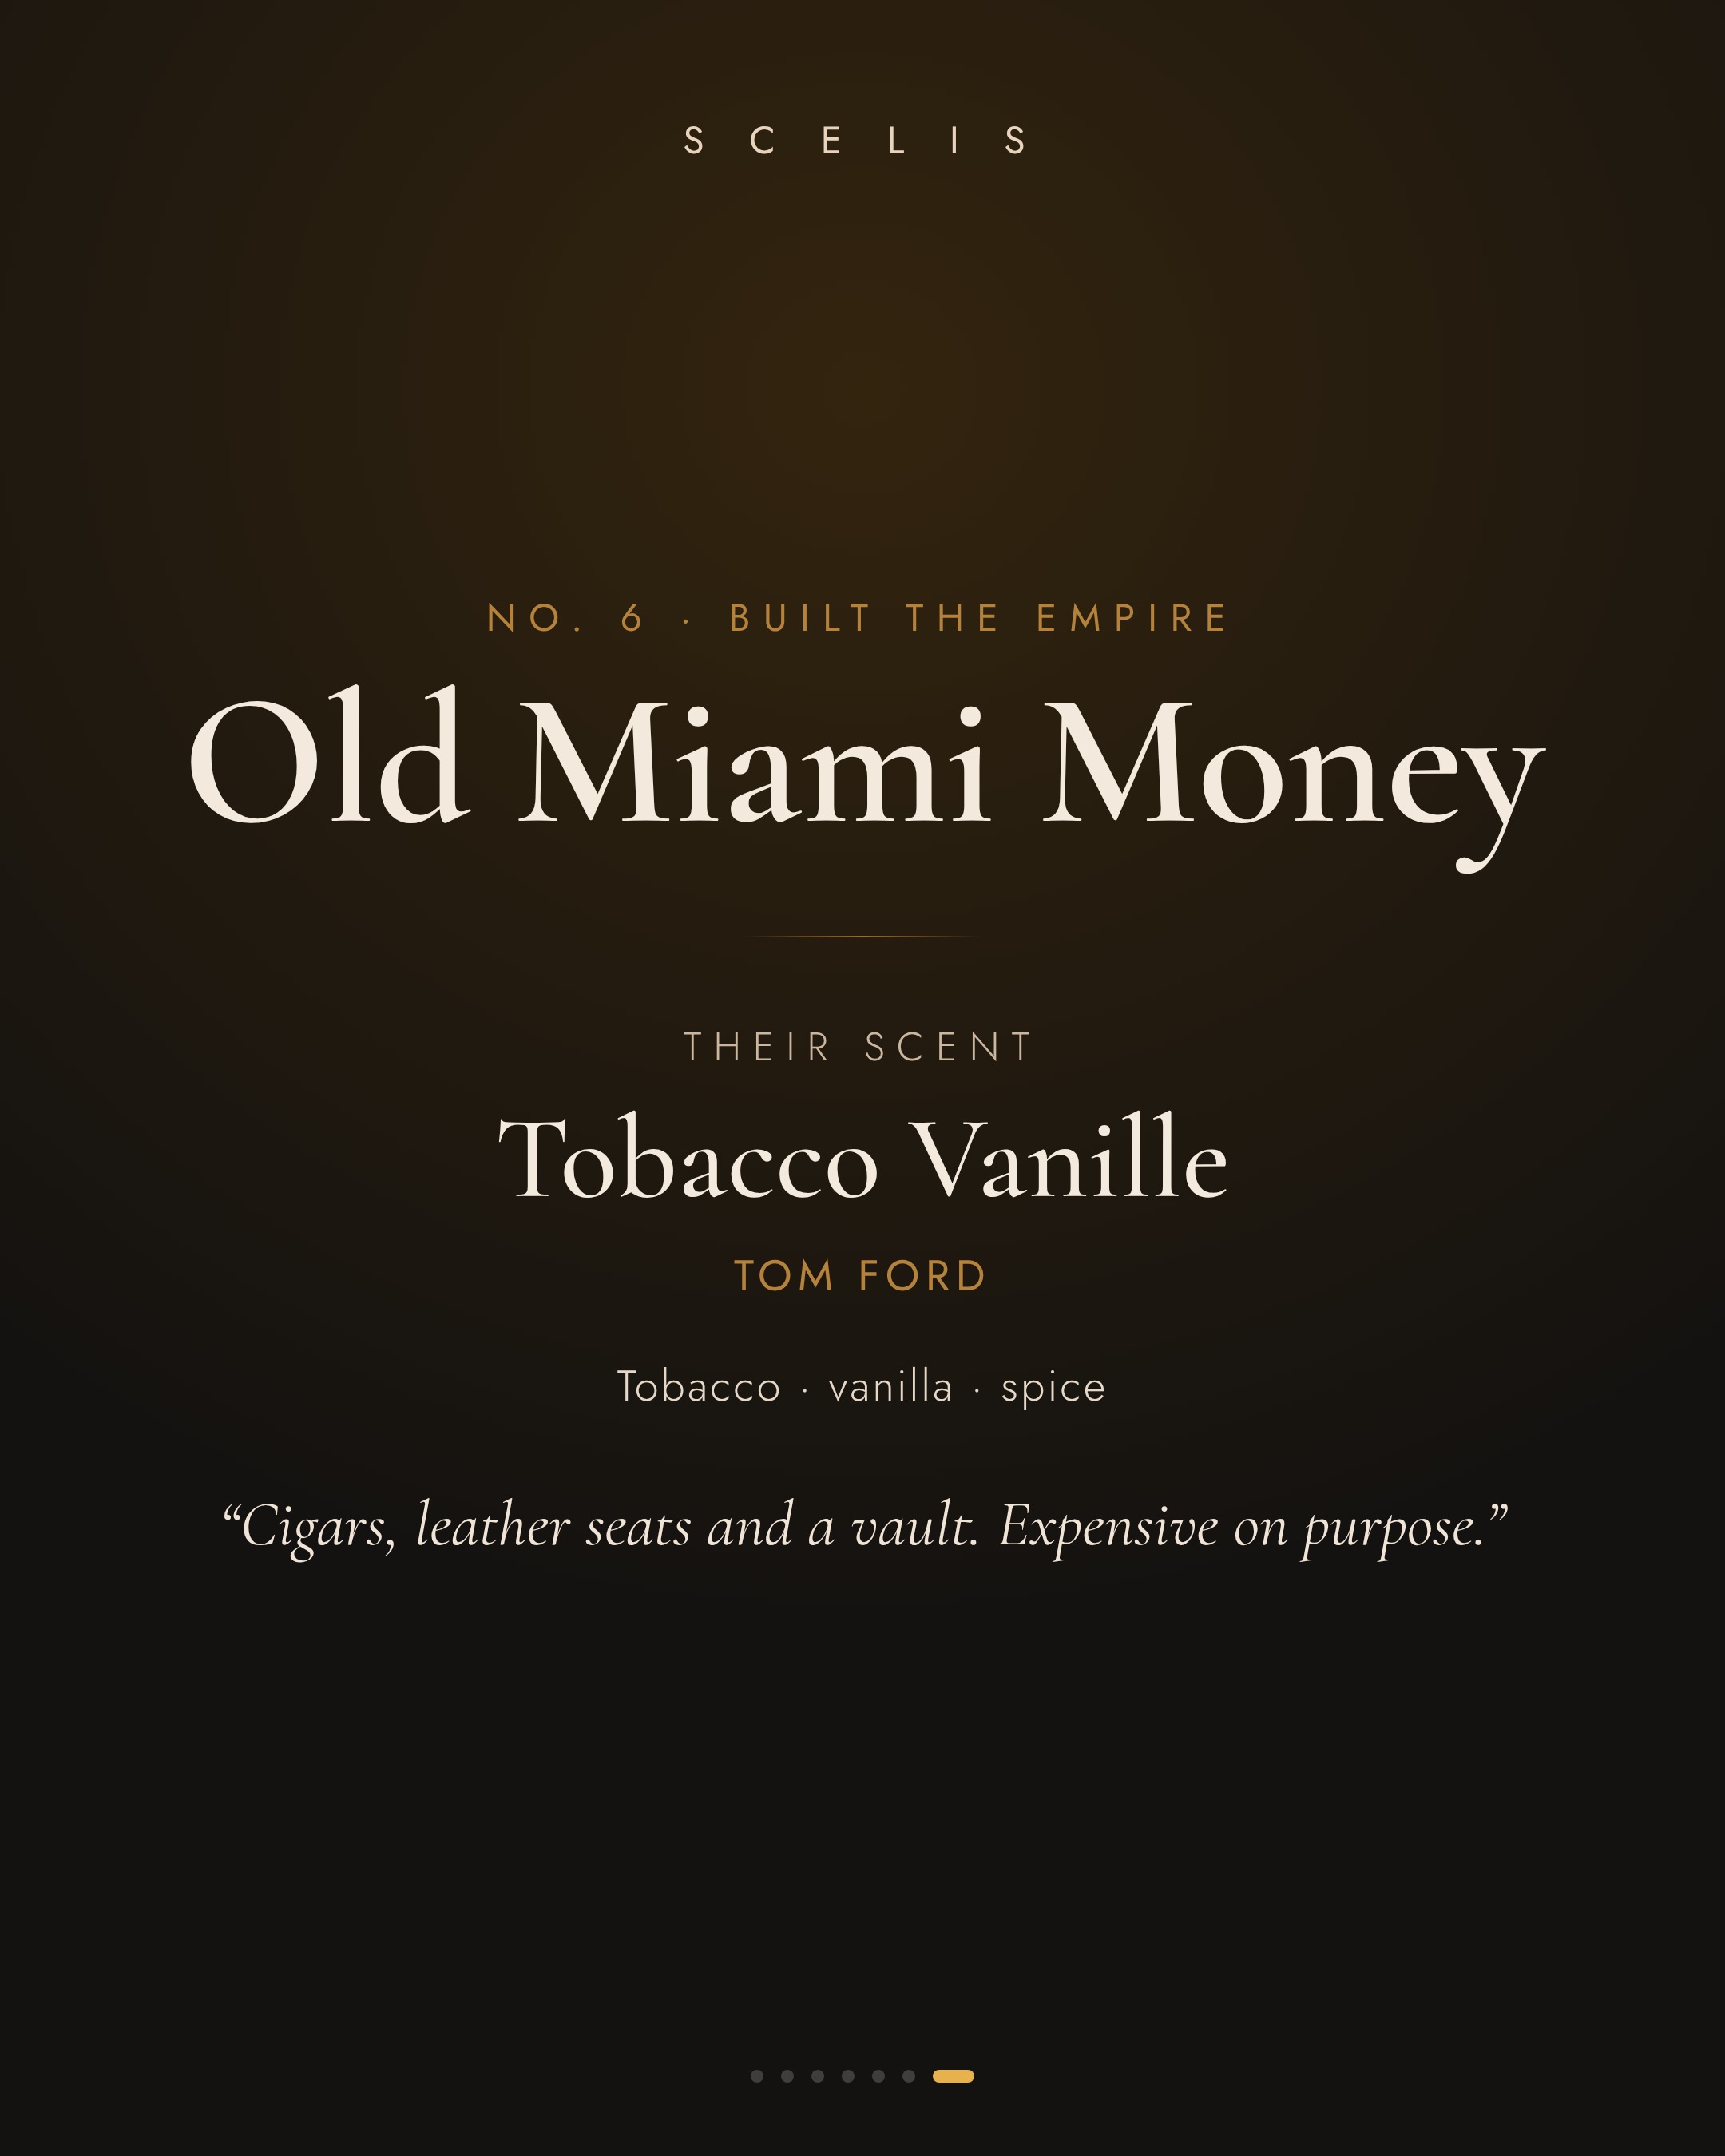 SCELIS
NO. 6 · BUILT THE EMPIRE
Old Miami Money
THEIR SCENT
Tobacco Vanille
TOM FORD
Tobacco · vanilla · spice
“Cigars, leather seats and a vault. Expensive on purpose.”